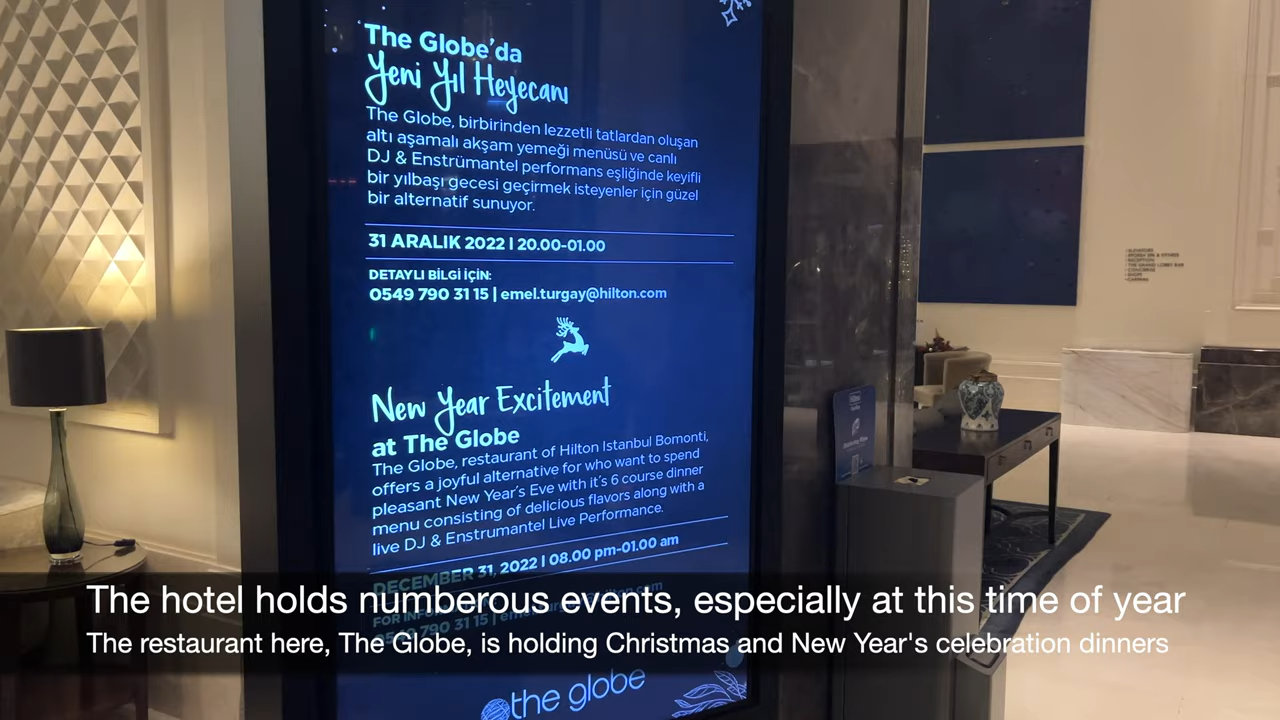 The Globe'da
Yeni Yıl Heyecanı
The Globe, birbirinden lezzetli tatlardan oluşan
altı aşamalı akşam yemeği menüsü ve canlı
DJ & Enstrümantel performans eşliğinde keyifli
bir yılbaşı gecesi geçirmek isteyenler için güzel
bir alternatif sunuyor.
31 ARALIK 2022 | 20.00-01.00
DETAYLI BİLGİ İÇİN:
0549 790 31 15 | emel.turgay@hilton.com
New Year Excitement
at The Globe
The Globe, restaurant of Hilton Istanbul Bomonti,
offers a joyful alternative for who want to spend
pleasant New Year's Eve with it's 6 course dinner
menu consisting of delicious flavors along with a
live DJ & Enstrumantel Live Performance.
DECEMBER 31, 2022 | 08.00 pm-01.00 am
0549 790 31 15 |
The hotel holds numberous events, especially at this time of year
The restaurant here, The Globe, is holding Christmas and New Year's celebration dinners
the globe